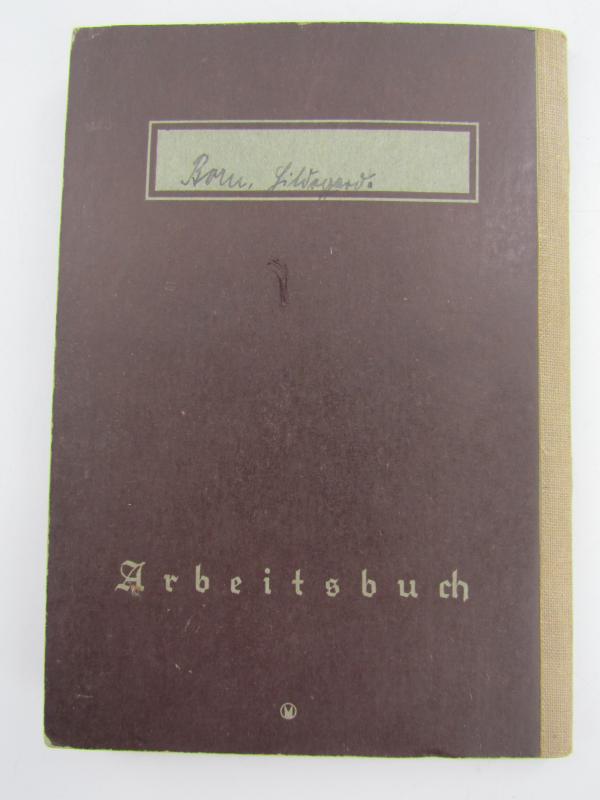 Born, Hildegard.
Arbeitsbuch
M